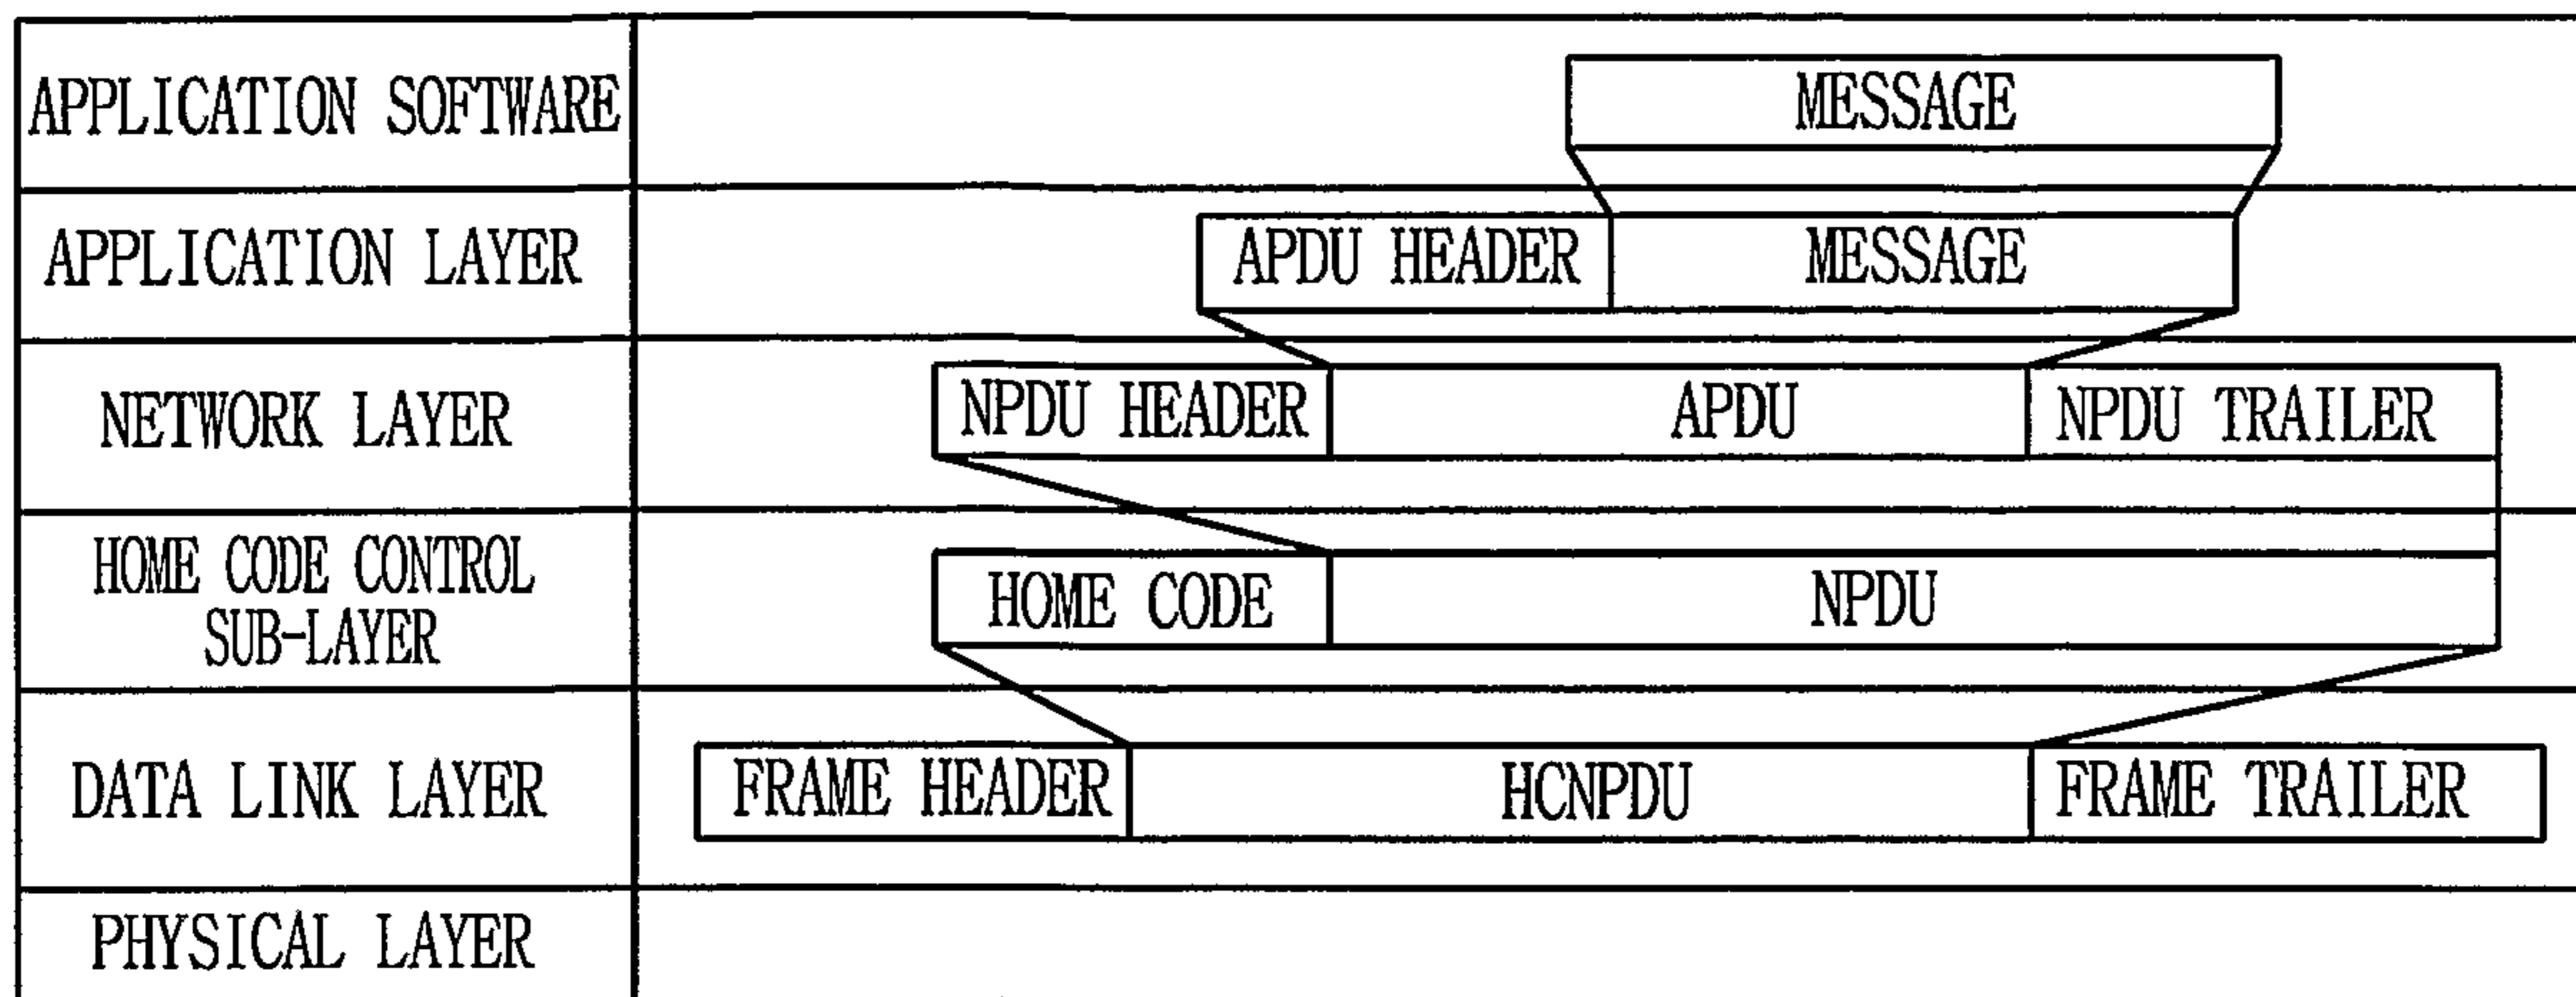 APPLICATION SOFTWARE
MESSAGE
APPLICATION LAYER
APDU HEADER
MESSAGE
NETWORK LAYER
NPDU HEADER
APDU
NPDU TRAILER
HOME CODE CONTROL
SUB-LAYER
HOME CODE
NPDU
DATA LINK LAYER
FRAME HEADER
HCNPDU
FRAME TRAILER
PHYSICAL LAYER